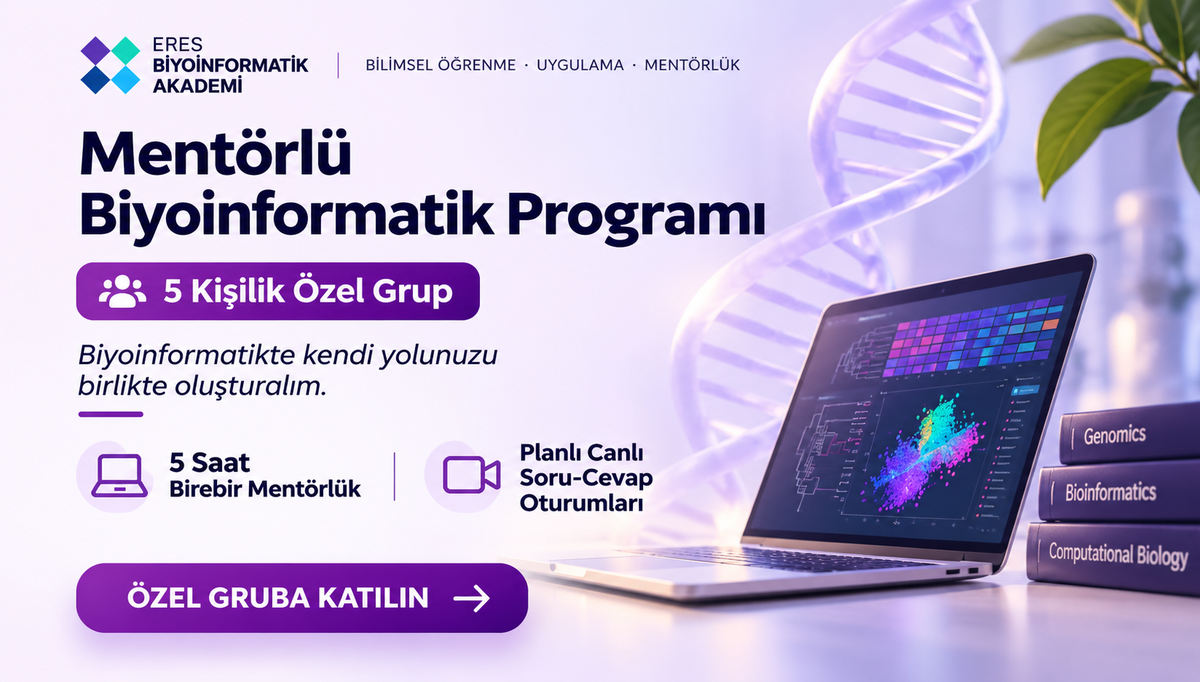 ERES
BİYOİNFORMATİK
AKADEMİ
BİLİMSEL ÖĞRENME · UYGULAMA · MENTÖRLÜK
Mentörlü
Biyoinformatik Programı
5 Kişilik Özel Grup
Biyoinformatikte kendi yolunuzu
birlikte oluşturalım.
5 Saat
Birebir Mentörlük
Planlı Canlı
Soru-Cevap
Oturumları
ÖZEL GRUBA KATILIN
Genomics
Bioinformatics
Computational Biology